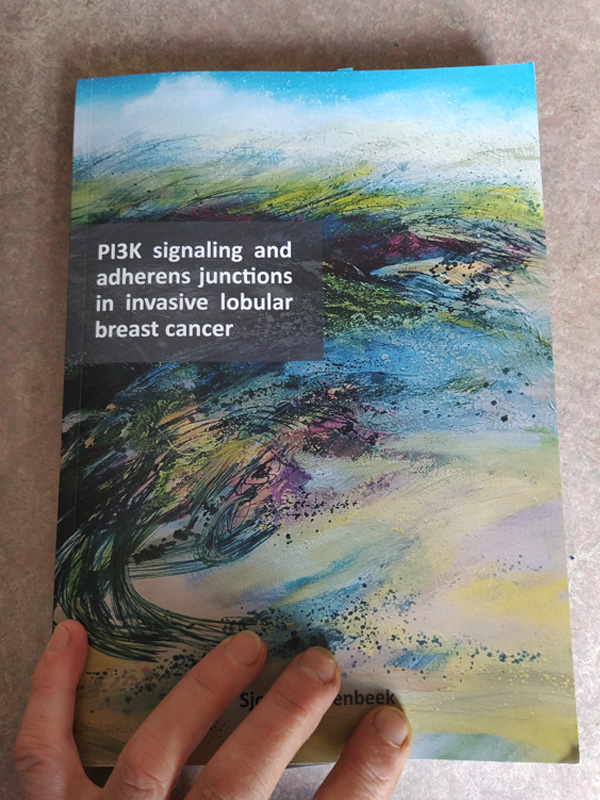 PI3K signaling and
adherens junctions
in invasive lobular
breast cancer